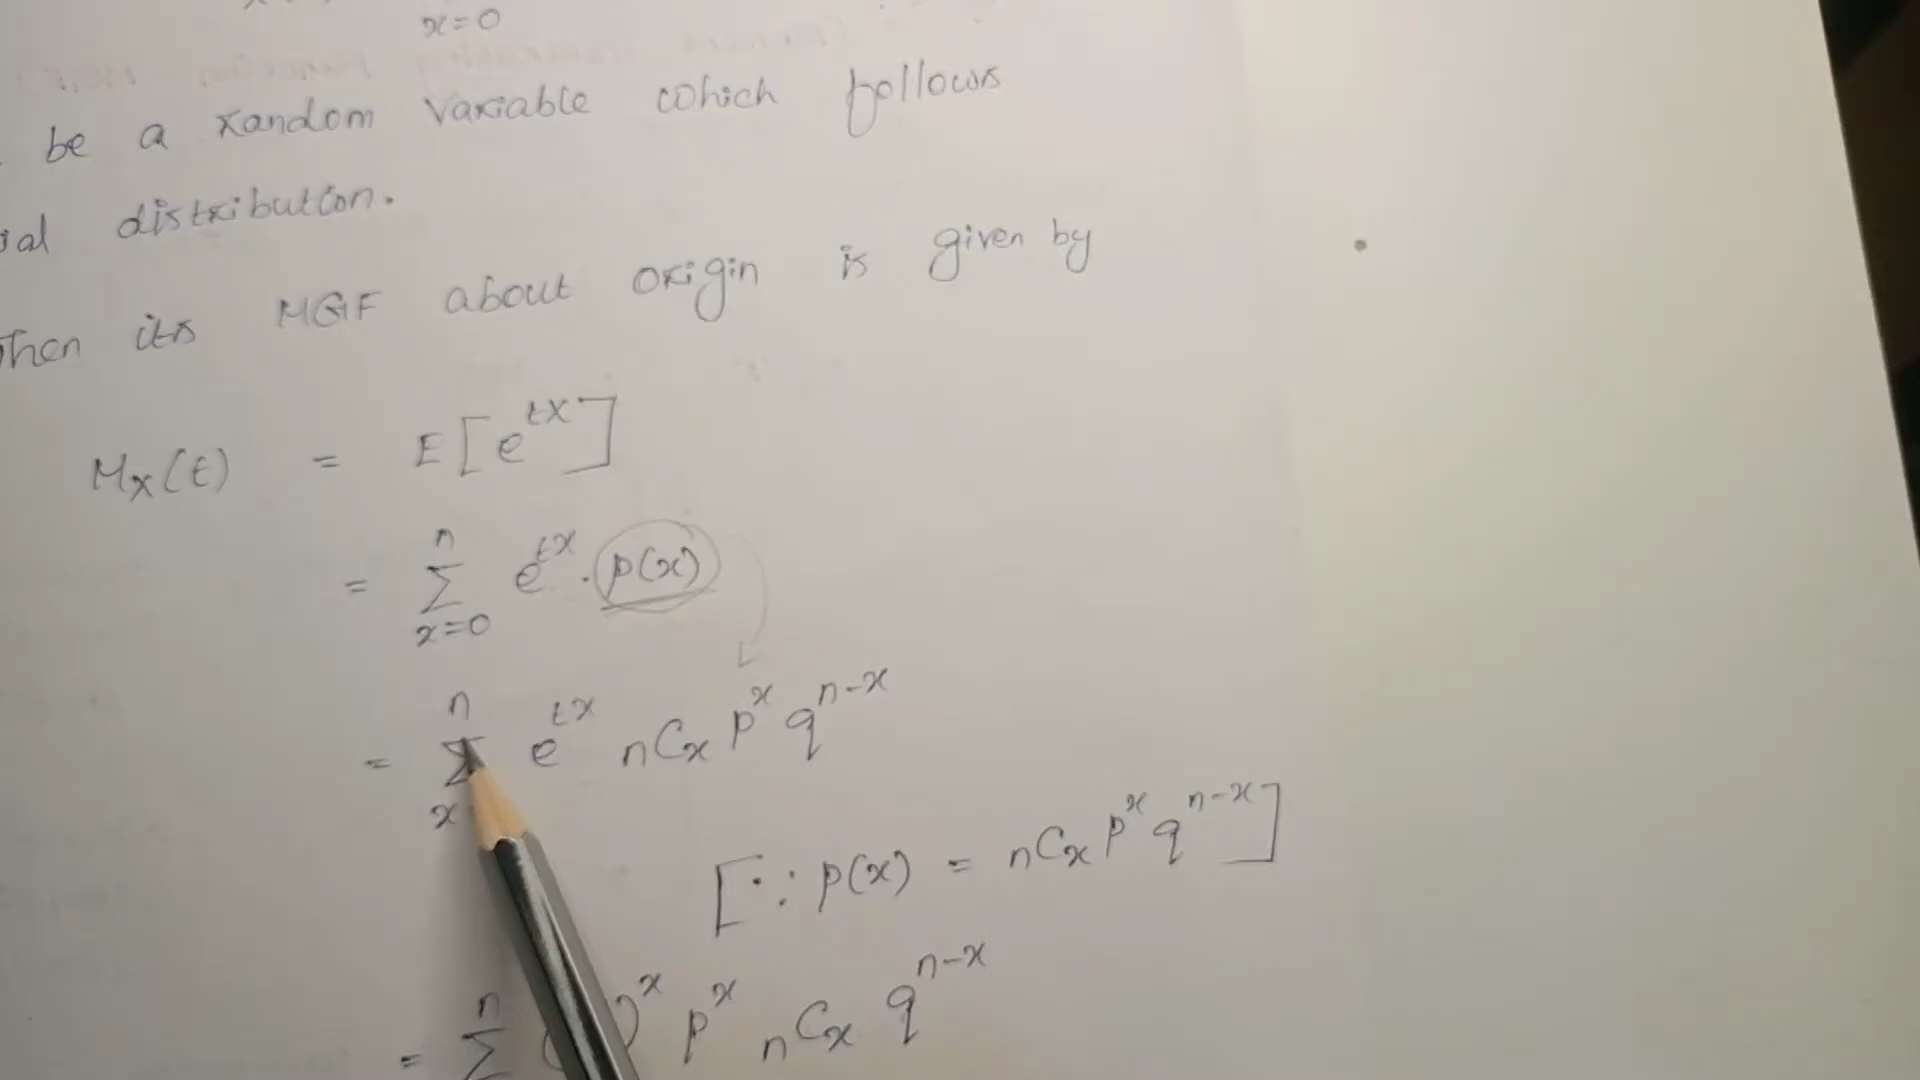 x=0
be a random variable which follows
distribution.
Then its MGF about origin is given by
Mx(t) = E[e^tX]
= Σ_{x=0}^{n} e^tx . p(x)
= Σ_{x}^{n} e^tx nCx p^x q^n-x
[∵ p(x) = nCx p^x q^n-x]
= Σ^n ( )^x p^x nCx q^n-x